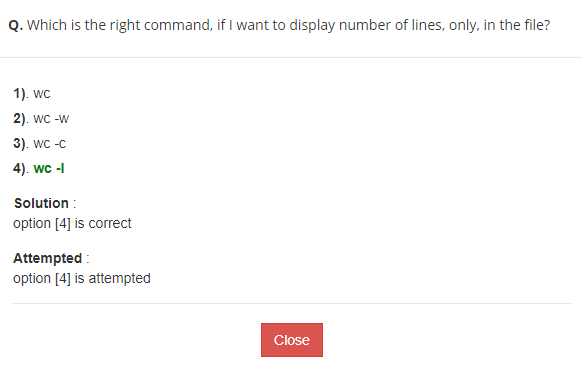 Q. Which is the right command, if I want to display number of lines, only, in the file?
1). wc
2). wc -w
3). wc -c
4). wc -l
Solution :
option [4] is correct
Attempted :
option [4] is attempted
Close